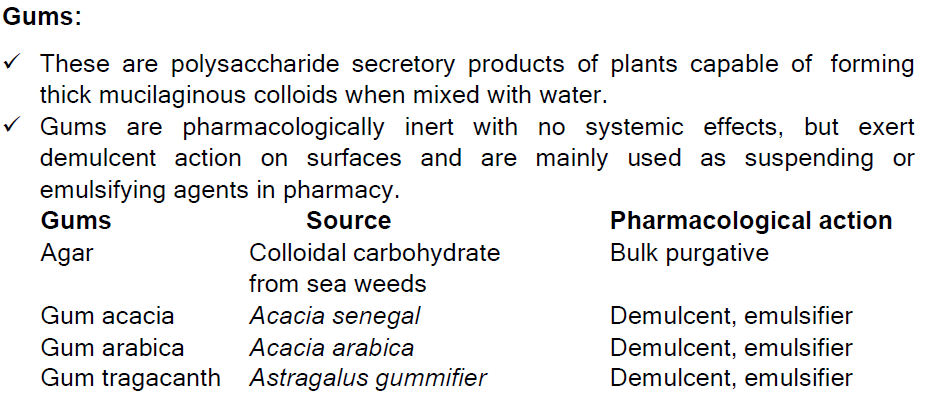 Gums:
✓ These are polysaccharide secretory products of plants capable of forming
thick mucilaginous colloids when mixed with water.
✓ Gums are pharmacologically inert with no systemic effects, but exert
demulcent action on surfaces and are mainly used as suspending or
emulsifying agents in pharmacy.
Gums Source Pharmacological action
Agar Colloidal carbohydrate Bulk purgative
from sea weeds
Gum acacia Acacia senegal Demulcent, emulsifier
Gum arabica Acacia arabica Demulcent, emulsifier
Gum tragacanth Astragalus gummifier Demulcent, emulsifier